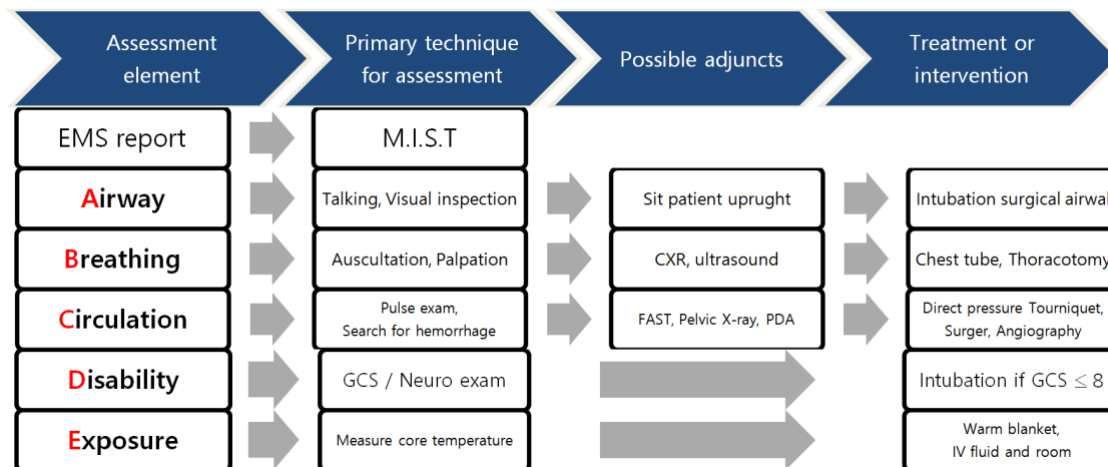 Assessment
element
Primary technique
for assessment
Possible adjuncts
Treatment or
intervention
EMS report
M.I.S.T
Airway
Talking, Visual inspection
Sit patient uprught
Intubation surgical airwal
Breathing
Auscultation, Palpation
CXR, ultrasound
Chest tube, Thoracotomy
Circulation
Pulse exam,
Search for hemorrhage
FAST, Pelvic X-ray, PDA
Direct pressure Tourniquet,
Surger, Angiography
Disability
GCS / Neuro exam
Intubation if GCS ≤ 8
Exposure
Measure core temperature
Warm blanket,
IV fluid and room